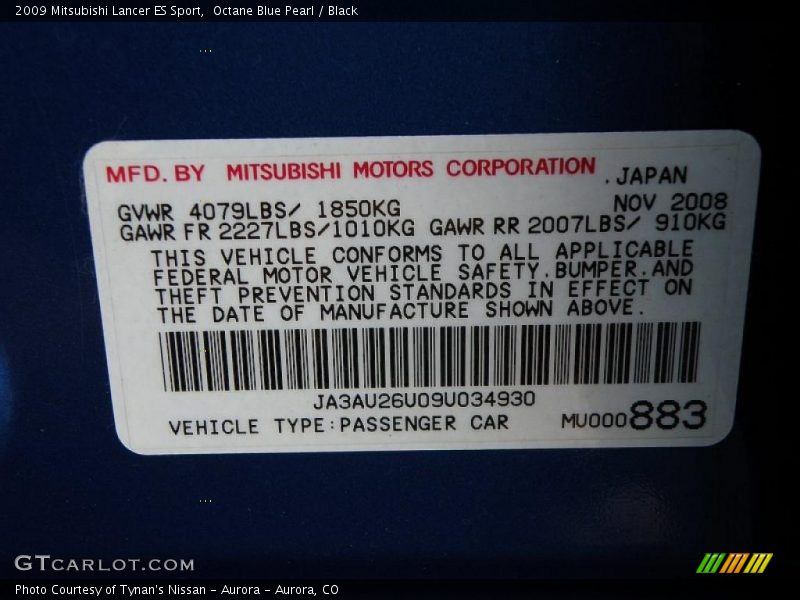 2009 Mitsubishi Lancer ES Sport,  Octane Blue Pearl / Black
MFD. BY MITSUBISHI MOTORS CORPORATION .JAPAN
GVWR 4079LBS/ 1850KG NOV 2008
GAWR FR 2227LBS/1010KG GAWR RR 2007LBS/ 910KG
THIS VEHICLE CONFORMS TO ALL APPLICABLE
FEDERAL MOTOR VEHICLE SAFETY.BUMPER.AND
THEFT PREVENTION STANDARDS IN EFFECT ON
THE DATE OF MANUFACTURE SHOWN ABOVE.
JA3AU26U09U034930
VEHICLE TYPE:PASSENGER CAR MU000883
GTCARLOT.COM
Photo Courtesy of Tynan's Nissan - Aurora - Aurora, CO